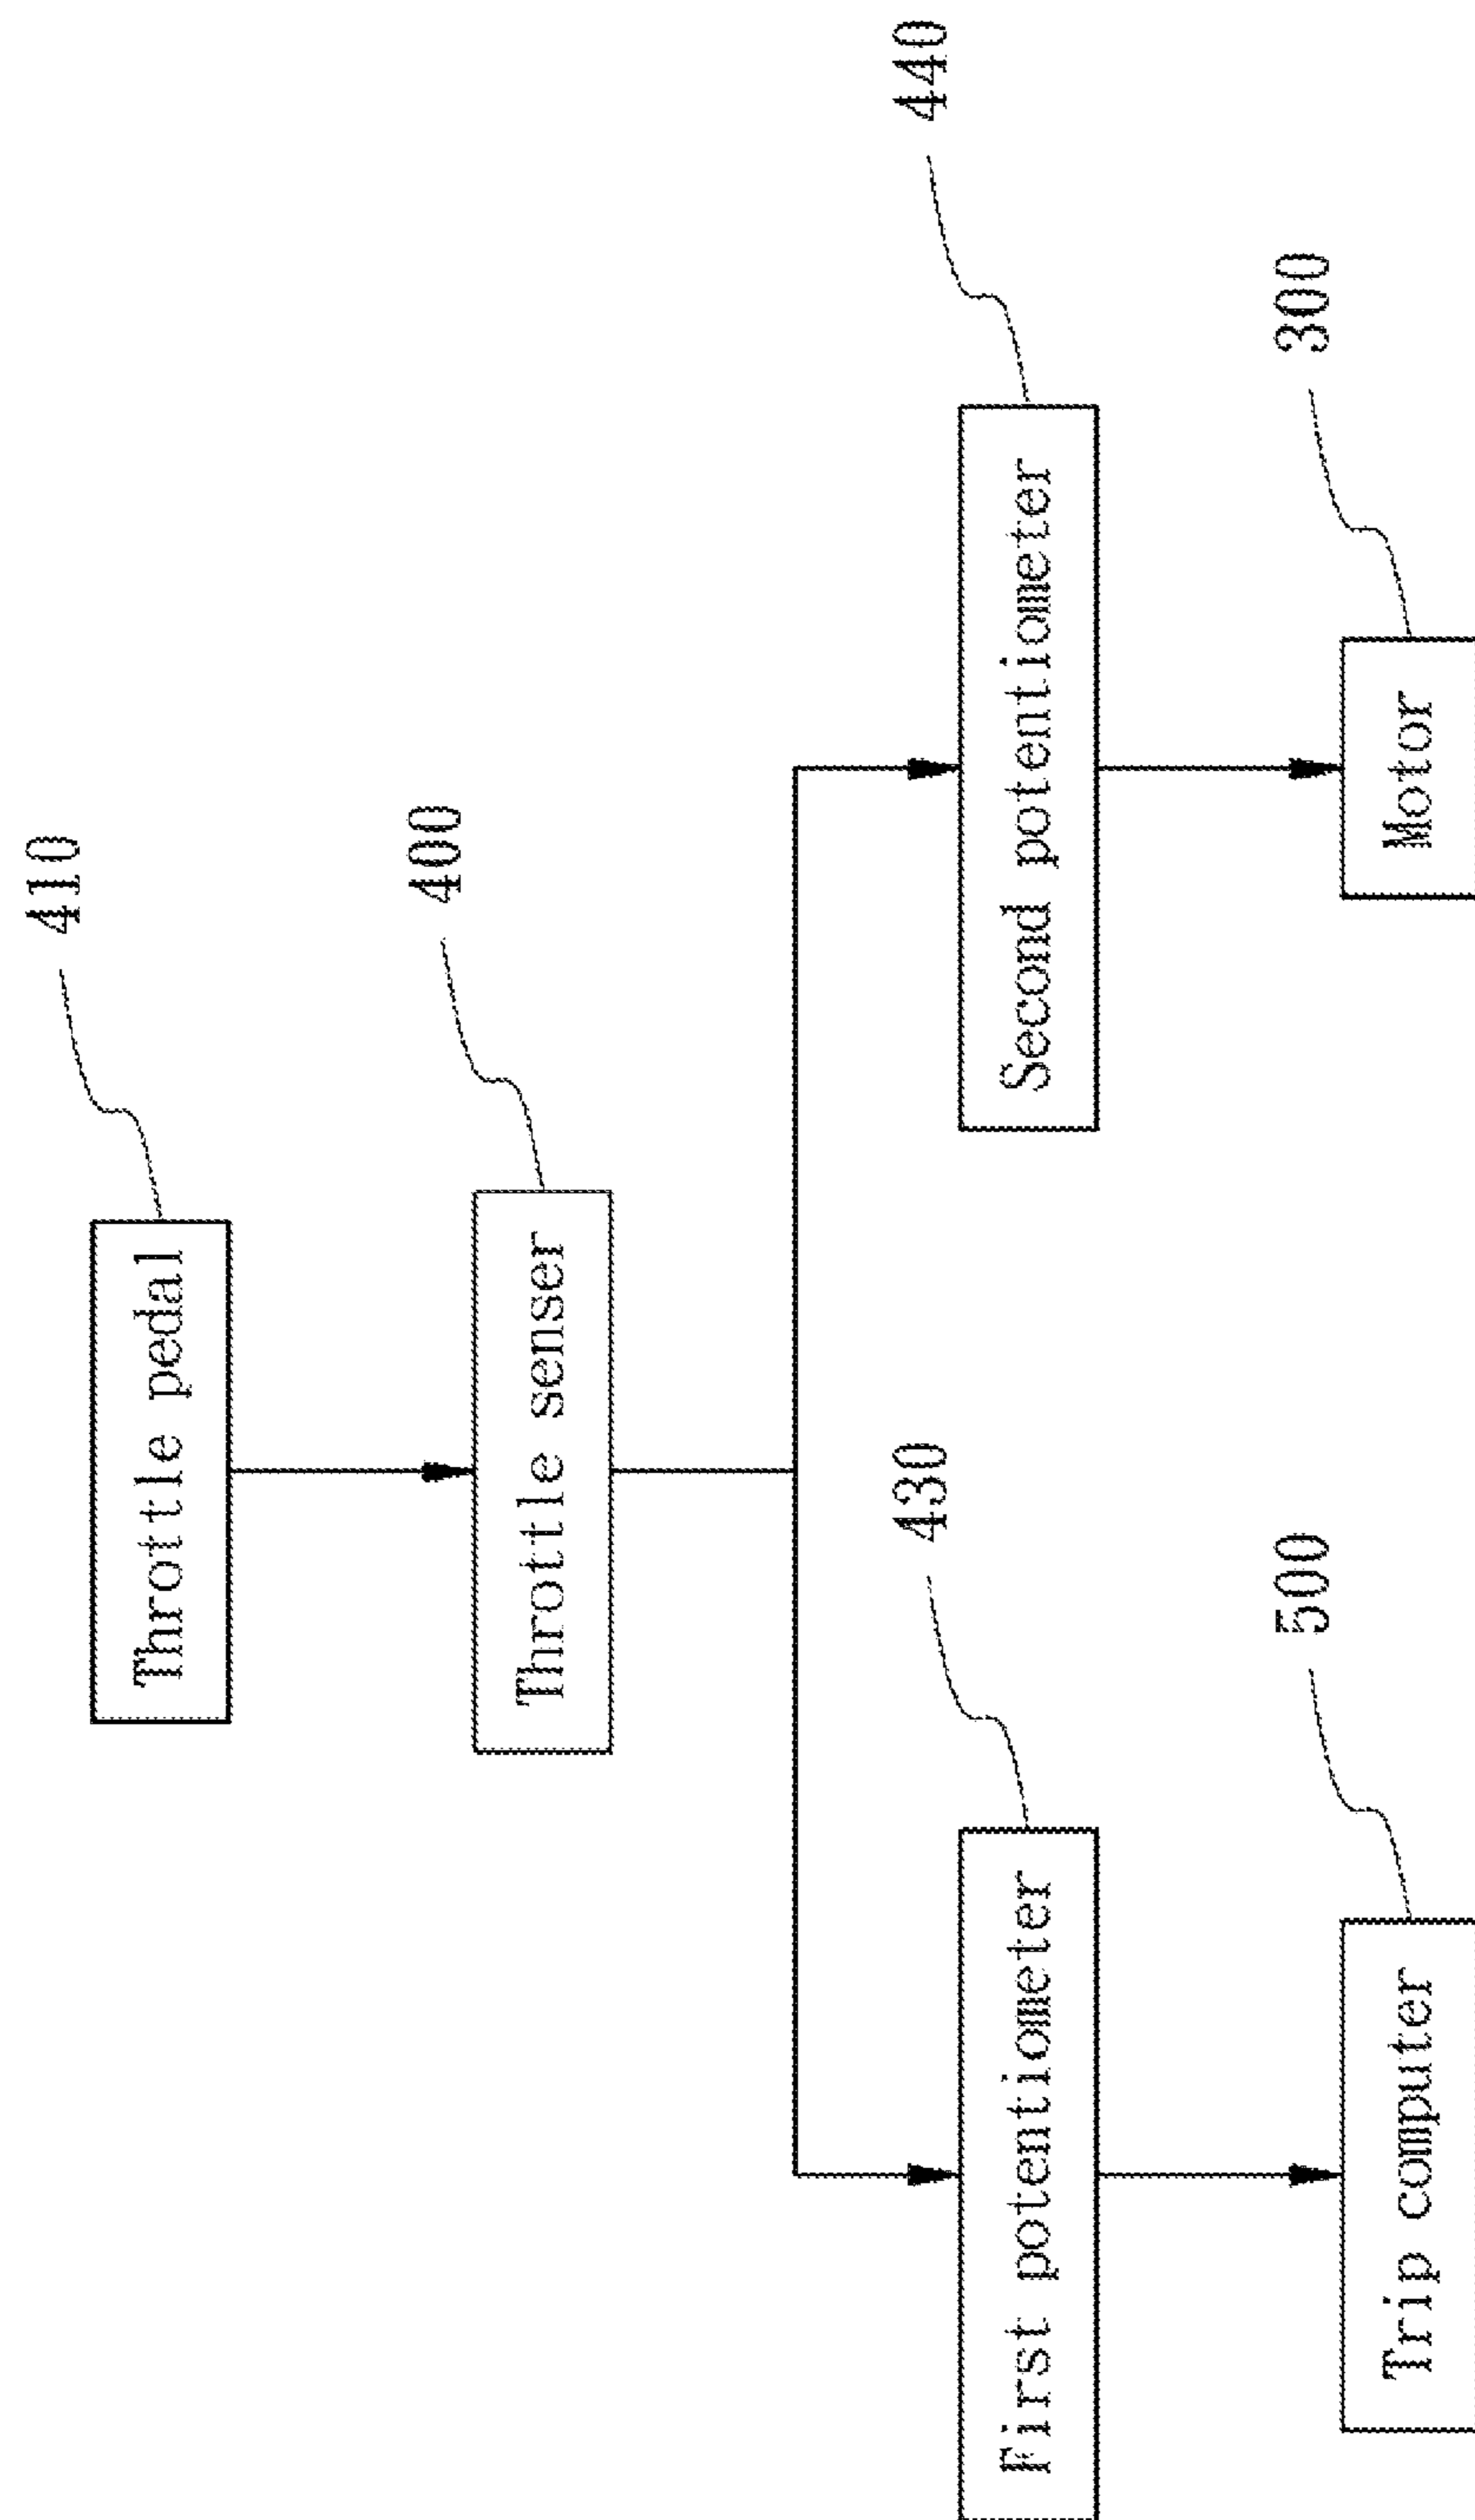 410
Throttle pedal
400
Throttle senser
430
440
First potentiometer
Second potentiometer
500
300
Trip computer
Motor